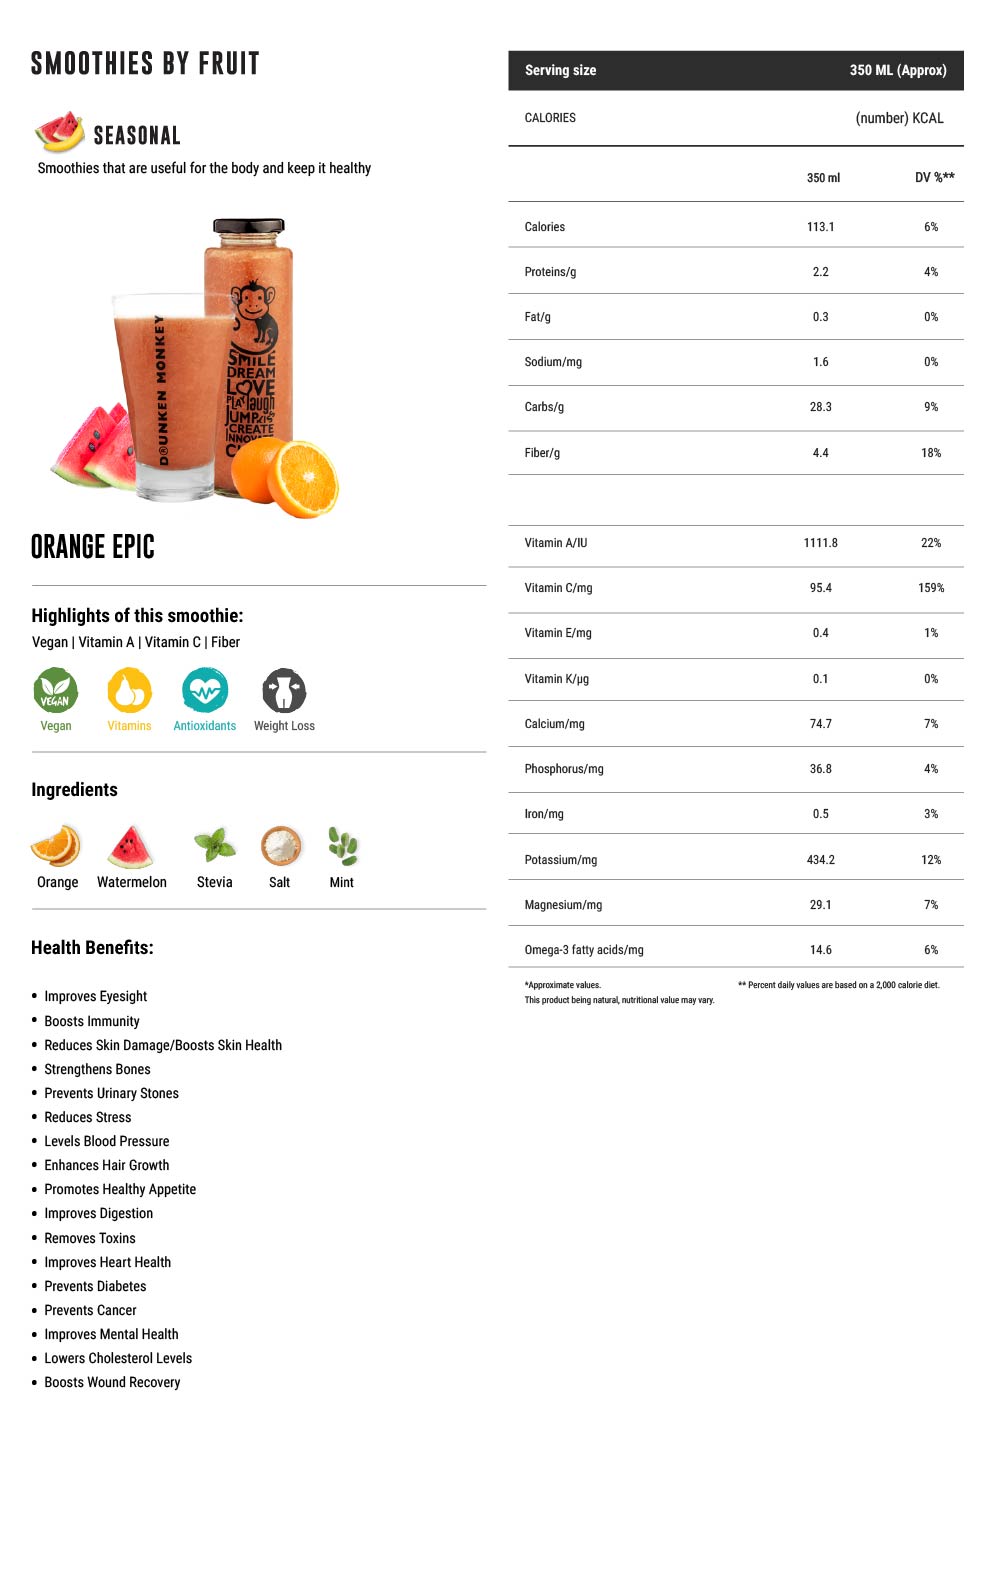 SMOOTHIES BY FRUIT
SEASONAL
Smoothies that are useful for the body and keep it healthy
DRUNKEN MONKEY
SMILE
DREAM
LOVE
PLAY laugh
JUMP KISS
CREATE
INNOVATE
ORANGE EPIC
Highlights of this smoothie:
Vegan | Vitamin A | Vitamin C | Fiber
VEGAN
Vegan Vitamins Antioxidants Weight Loss
Ingredients
Orange Watermelon Stevia Salt Mint
Health Benefits:
• Improves Eyesight
• Boosts Immunity
• Reduces Skin Damage/Boosts Skin Health
• Strengthens Bones
• Prevents Urinary Stones
• Reduces Stress
• Levels Blood Pressure
• Enhances Hair Growth
• Promotes Healthy Appetite
• Improves Digestion
• Removes Toxins
• Improves Heart Health
• Prevents Diabetes
• Prevents Cancer
• Improves Mental Health
• Lowers Cholesterol Levels
• Boosts Wound Recovery
Serving size 350 ML (Approx)
CALORIES (number) KCAL
350 ml DV %**
Calories 113.1 6%
Proteins/g 2.2 4%
Fat/g 0.3 0%
Sodium/mg 1.6 0%
Carbs/g 28.3 9%
Fiber/g 4.4 18%
Vitamin A/IU 1111.8 22%
Vitamin C/mg 95.4 159%
Vitamin E/mg 0.4 1%
Vitamin K/µg 0.1 0%
Calcium/mg 74.7 7%
Phosphorus/mg 36.8 4%
Iron/mg 0.5 3%
Potassium/mg 434.2 12%
Magnesium/mg 29.1 7%
Omega-3 fatty acids/mg 14.6 6%
*Approximate values. ** Percent daily values are based on a 2,000 calorie diet.
This product being natural, nutritional value may vary.